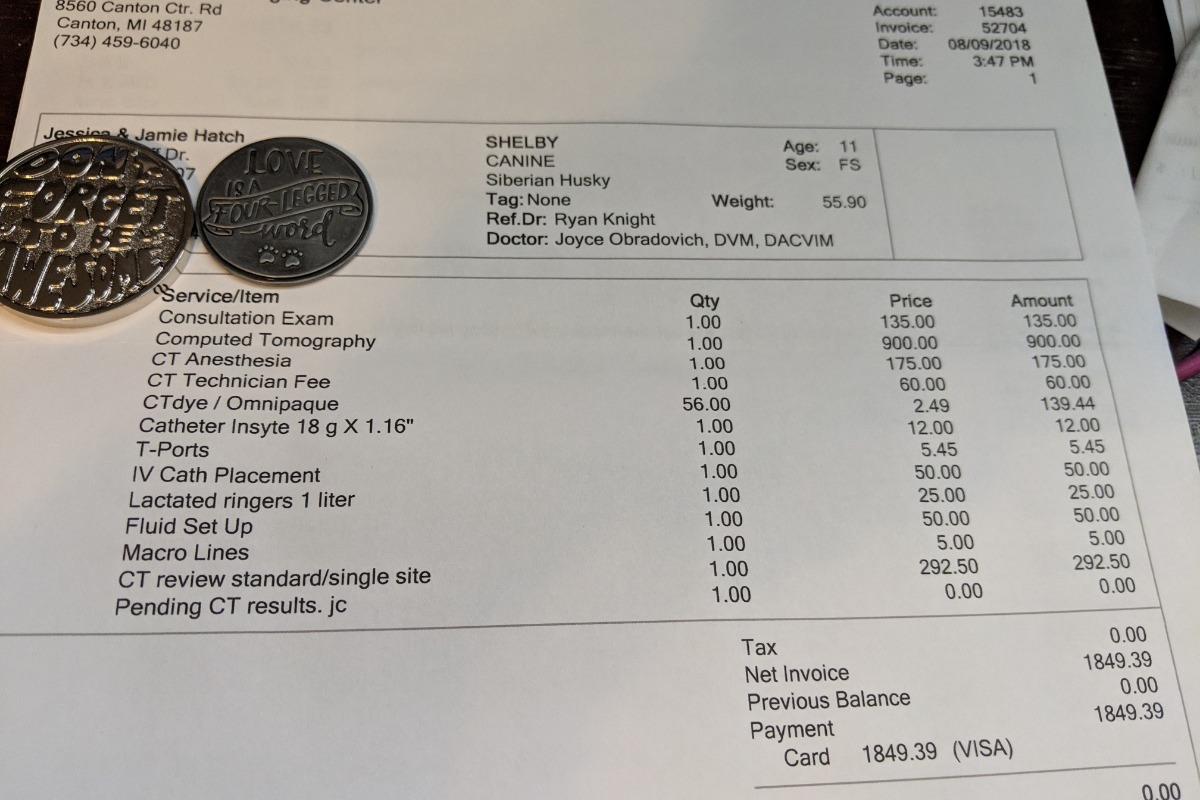 8560 Canton Ctr. Rd
Canton, MI 48187
(734) 459-6040
Account: 15483
Invoice: 52704
Date: 08/09/2018
Time: 3:47 PM
Page: 1
Jessica & Jamie Hatch
Dr.
07
SHELBY
CANINE
Siberian Husky
Tag: None
Weight: 55.90
Ref.Dr: Ryan Knight
Doctor: Joyce Obradovich, DVM, DACVIM
Age: 11
Sex: FS
DON'T
FORGET
TO BE
AWESOME
LOVE
IS A
FOUR-LEGGED
word
Service/Item Qty Price Amount
Consultation Exam 1.00 135.00 135.00
Computed Tomography 1.00 900.00 900.00
CT Anesthesia 1.00 175.00 175.00
CT Technician Fee 1.00 60.00 60.00
CTdye / Omnipaque 56.00 2.49 139.44
Catheter Insyte 18 g X 1.16" 1.00 12.00 12.00
T-Ports 1.00 5.45 5.45
IV Cath Placement 1.00 50.00 50.00
Lactated ringers 1 liter 1.00 25.00 25.00
Fluid Set Up 1.00 50.00 50.00
Macro Lines 1.00 5.00 5.00
CT review standard/single site 1.00 292.50 292.50
Pending CT results. jc 1.00 0.00 0.00
Tax 0.00
Net Invoice 1849.39
Previous Balance 0.00
Payment 1849.39
Card 1849.39 (VISA)
0.00